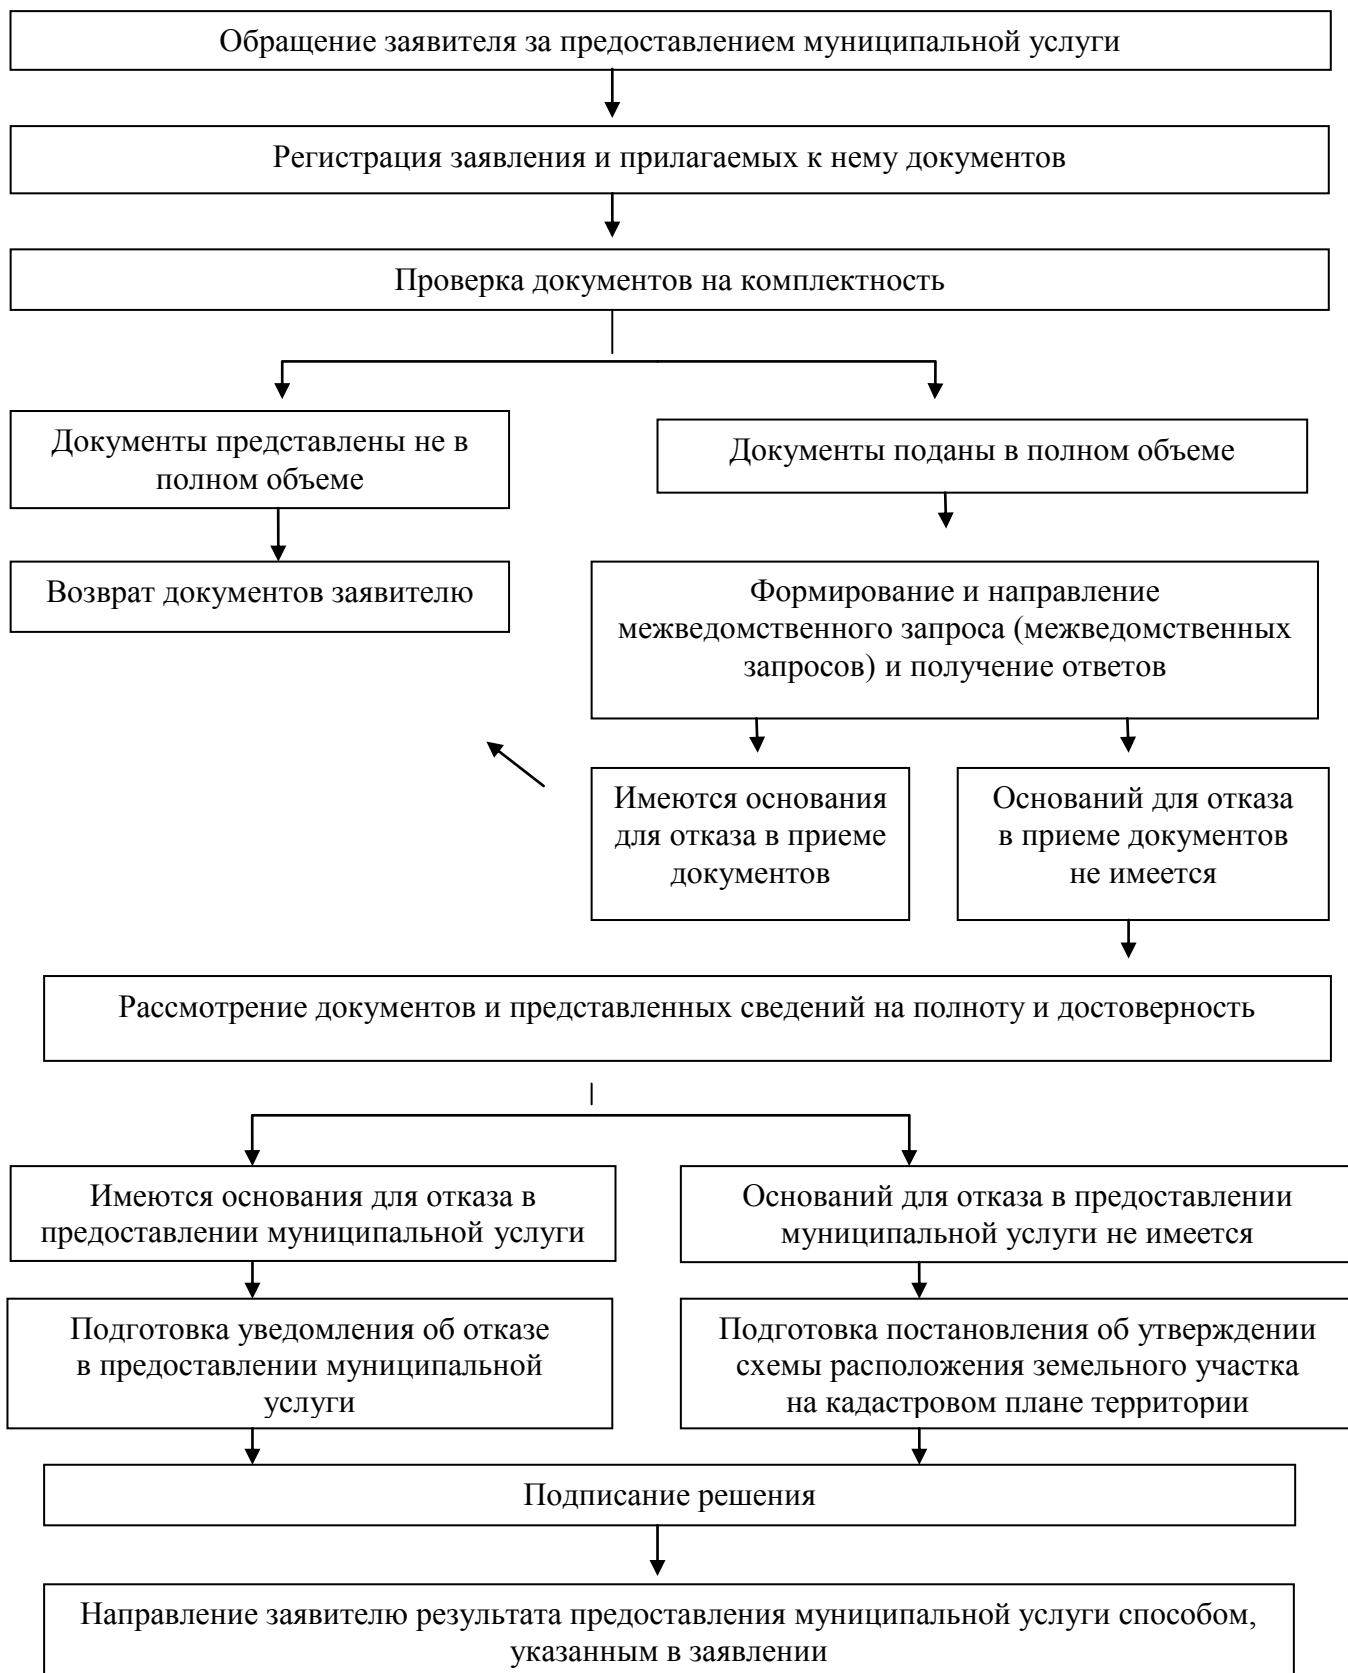 Обращение заявителя за предоставлением муниципальной услуги
Регистрация заявления и прилагаемых к нему документов
Проверка документов на комплектность
Документы представлены не в
полном объеме
Документы поданы в полном объеме
Возврат документов заявителю
Формирование и направление
межведомственного запроса (межведомственных
запросов) и получение ответов
Имеются основания
для отказа в приеме
документов
Оснований для отказа
в приеме документов
не имеется
Рассмотрение документов и представленных сведений на полноту и достоверность
Имеются основания для отказа в
предоставлении муниципальной услуги
Оснований для отказа в предоставлении
муниципальной услуги не имеется
Подготовка уведомления об отказе
в предоставлении муниципальной
услуги
Подготовка постановления об утверждении
схемы расположения земельного участка
на кадастровом плане территории
Подписание решения
Направление заявителю результата предоставления муниципальной услуги способом,
указанным в заявлении